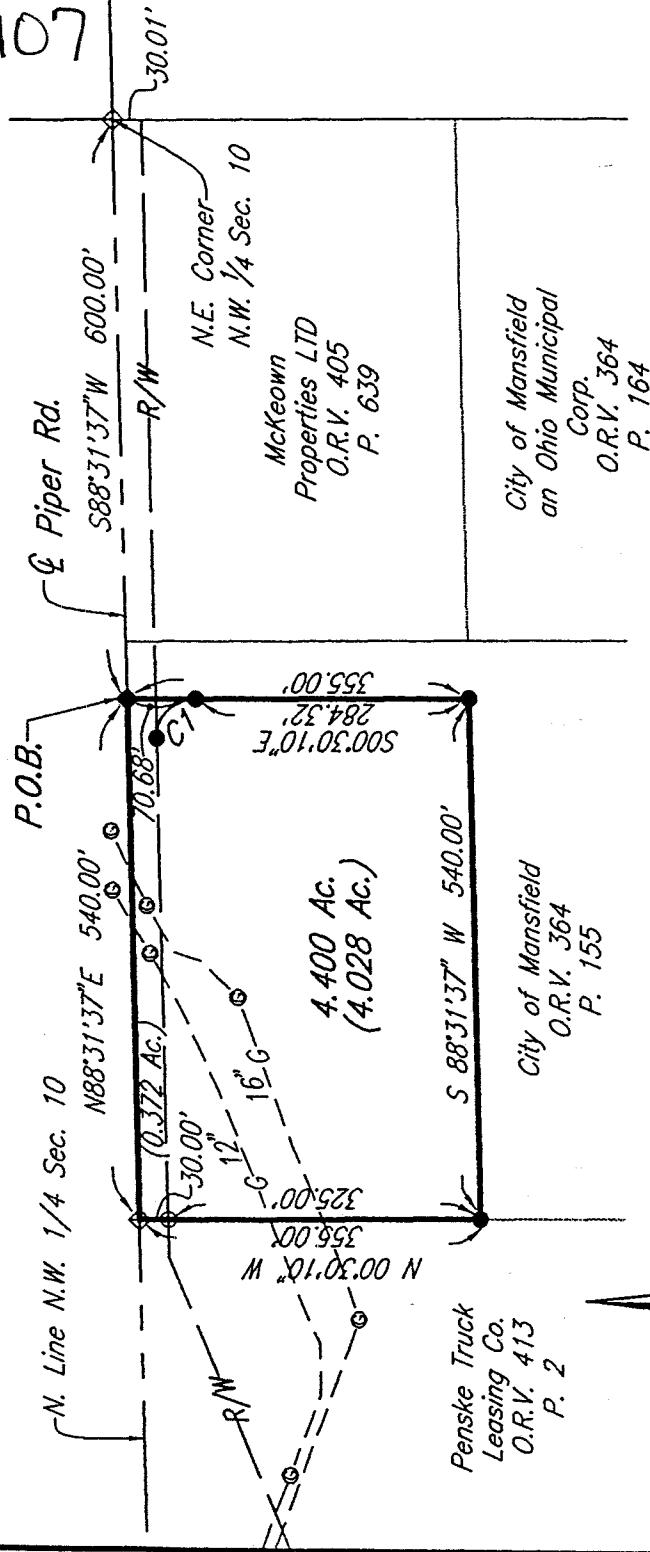 107
N. Line N.W. 1/4 Sec. 10
P.O.B.
℄ Piper Rd.
N88°31'37"E 540.00'
S88°31'37"W 600.00'
30.01'
R/W
N.E. Corner
N.W. 1/4 Sec. 10
(0.372 Ac.)
30.00'
70.68'
C1
R/W
12"
G
16"
G
N 00°30'10" W
355.00'
325.00'
4.400 Ac.
(4.028 Ac.)
S00°30'10"E
284.32'
355.00'
S 88°31'37" W 540.00'
McKeown
Properties LTD
O.R.V. 405
P. 639
Penske Truck
Leasing Co.
O.R.V. 413
P. 2
City of Mansfield
O.R.V. 364
P. 155
City of Mansfield
an Ohio Municipal
Corp.
O.R.V. 364
P. 164